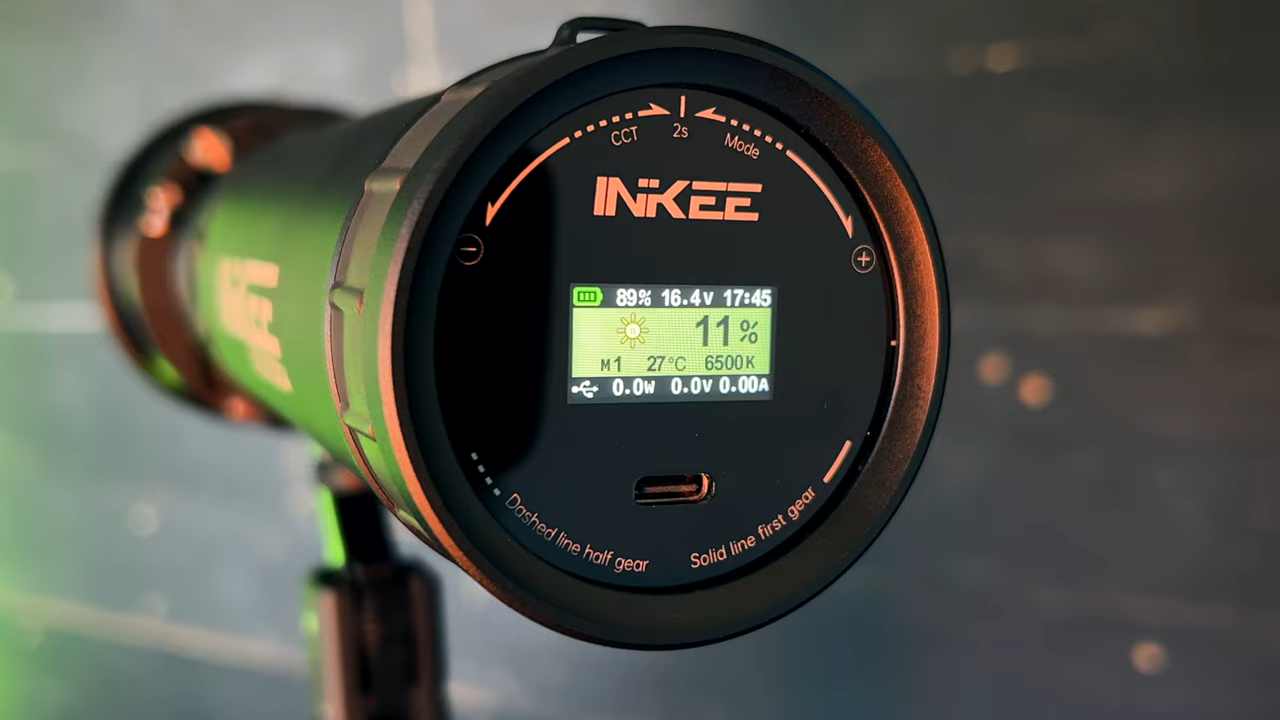 CCT 2s Mode
INKEE
− +
89% 16.4V 17:45
11%
M1 27°C 6500K
0.0W 0.0V 0.00A
Dashed line half gear
Solid line first gear